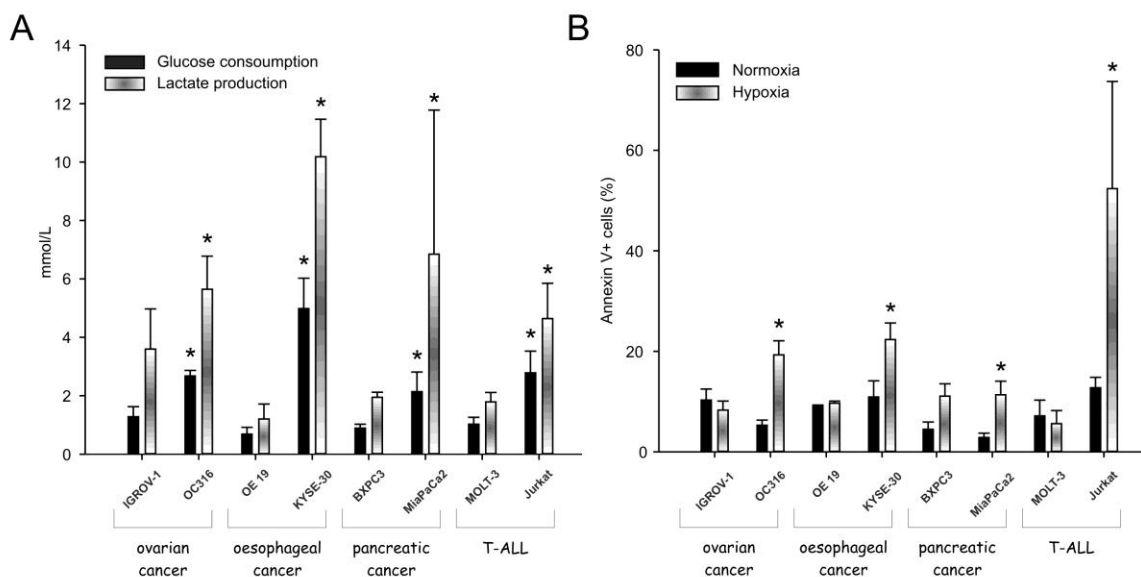 A
14
12
10
8
6
4
2
0
mmol/L
Glucose consoumption
Lactate production
*
*
*
*
*
*
*
*
IGROV-1
OC316
OE 19
KYSE-30
BXPC3
MiaPaCa2
MOLT-3
Jurkat
ovarian
cancer
oesophageal
cancer
pancreatic
cancer
T-ALL
B
80
60
40
20
0
Annexin V+ cells (%)
Normoxia
Hypoxia
*
*
*
*
IGROV-1
OC316
OE 19
KYSE-30
BXPC3
MiaPaCa2
MOLT-3
Jurkat
ovarian
cancer
oesophageal
cancer
pancreatic
cancer
T-ALL